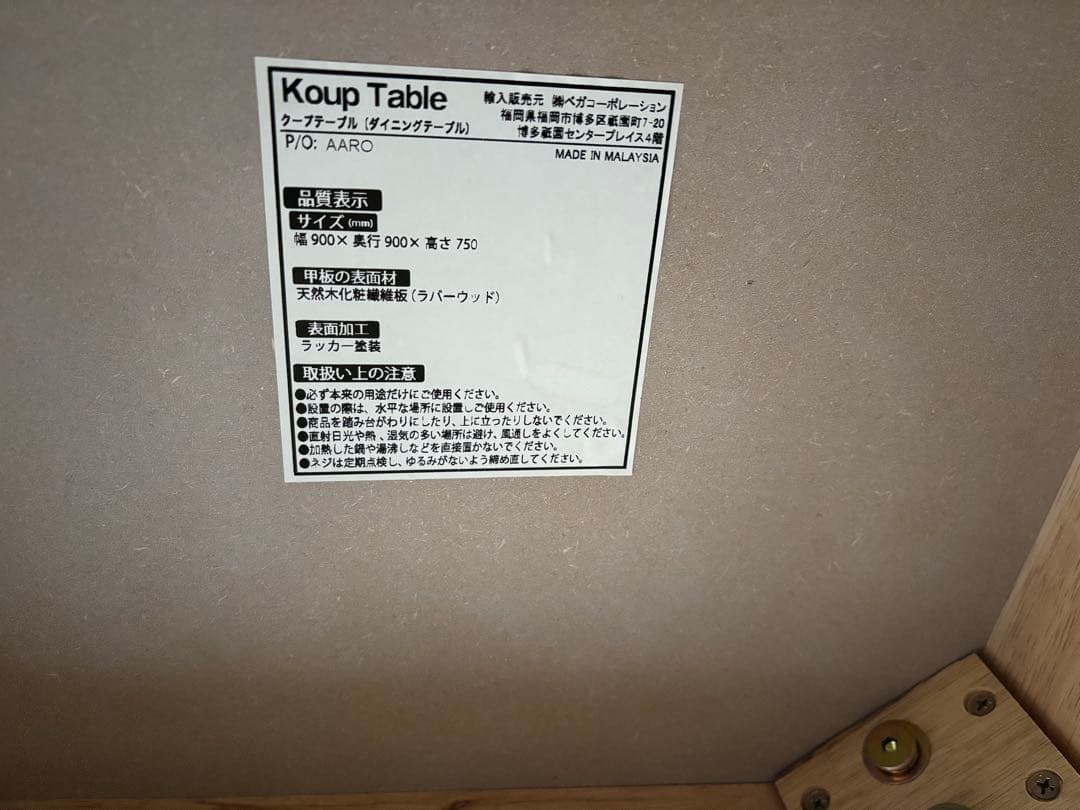 Koup Table
クープテーブル (ダイニングテーブル)
P/O: AARO
輸入販売元 ㈱ベガコーポレーション
福岡県福岡市博多区祇園町7-20
博多祇園センタープレイス4階
MADE IN MALAYSIA
品質表示
サイズ(mm)
幅 900× 奥行 900× 高さ 750
甲板の表面材
天然木化粧繊維板(ラバーウッド)
表面加工
ラッカー塗装
取扱い上の注意
●必ず本来の用途だけにご使用ください。
●設置の際は、水平な場所に設置しご使用ください。
●商品を踏み台がわりにしたり、上に立ったりしないでください。
●直射日光や熱、湿気の多い場所は避け、風通しをよくしてください。
●加熱した鍋や湯沸しなどを直接置かないでください。
●ネジは定期点検し、ゆるみがないよう締め直してください。